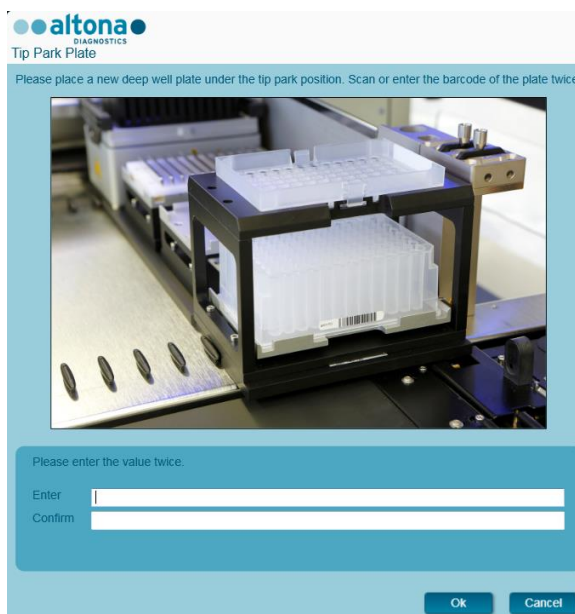 altona
DIAGNOSTICS
Tip Park Plate
Please place a new deep well plate under the tip park position. Scan or enter the barcode of the plate twice
Please enter the value twice.
Enter
Confirm
Ok
Cancel